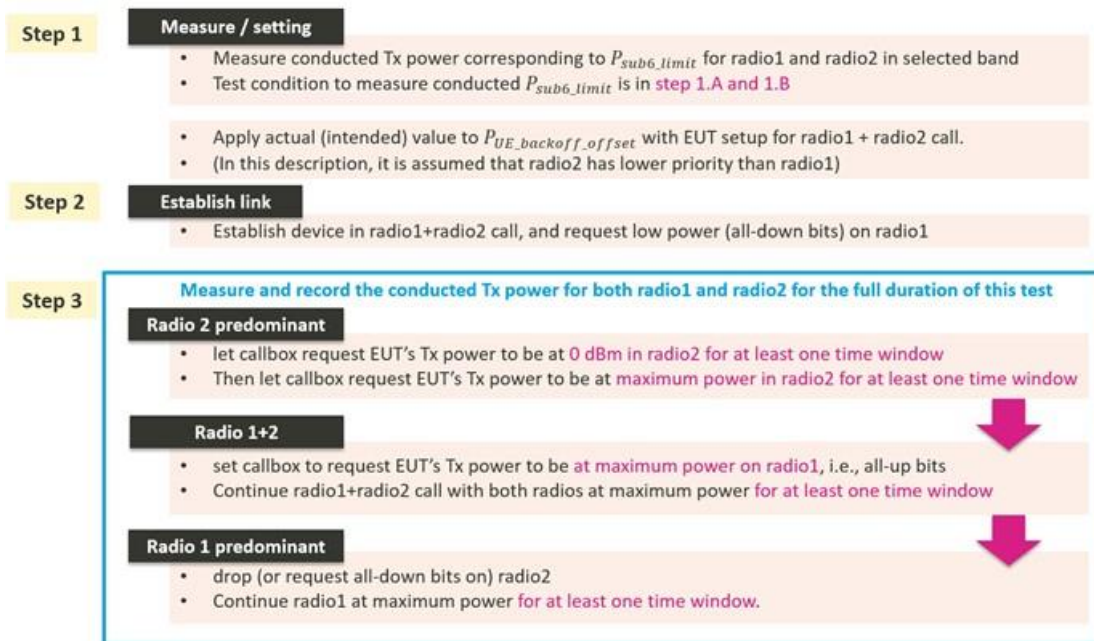 Step 1
Measure / setting
• Measure conducted Tx power corresponding to P_sub6_limit for radio1 and radio2 in selected band
• Test condition to measure conducted P_sub6_limit is in step 1.A and 1.B
• Apply actual (intended) value to P_UE_backoff_offset with EUT setup for radio1 + radio2 call.
• (In this description, it is assumed that radio2 has lower priority than radio1)
Step 2
Establish link
• Establish device in radio1+radio2 call, and request low power (all-down bits) on radio1
Step 3
Measure and record the conducted Tx power for both radio1 and radio2 for the full duration of this test
Radio 2 predominant
• let callbox request EUT's Tx power to be at 0 dBm in radio2 for at least one time window
• Then let callbox request EUT's Tx power to be at maximum power in radio2 for at least one time window
Radio 1+2
• set callbox to request EUT's Tx power to be at maximum power on radio1, i.e., all-up bits
• Continue radio1+radio2 call with both radios at maximum power for at least one time window
Radio 1 predominant
• drop (or request all-down bits on) radio2
• Continue radio1 at maximum power for at least one time window.